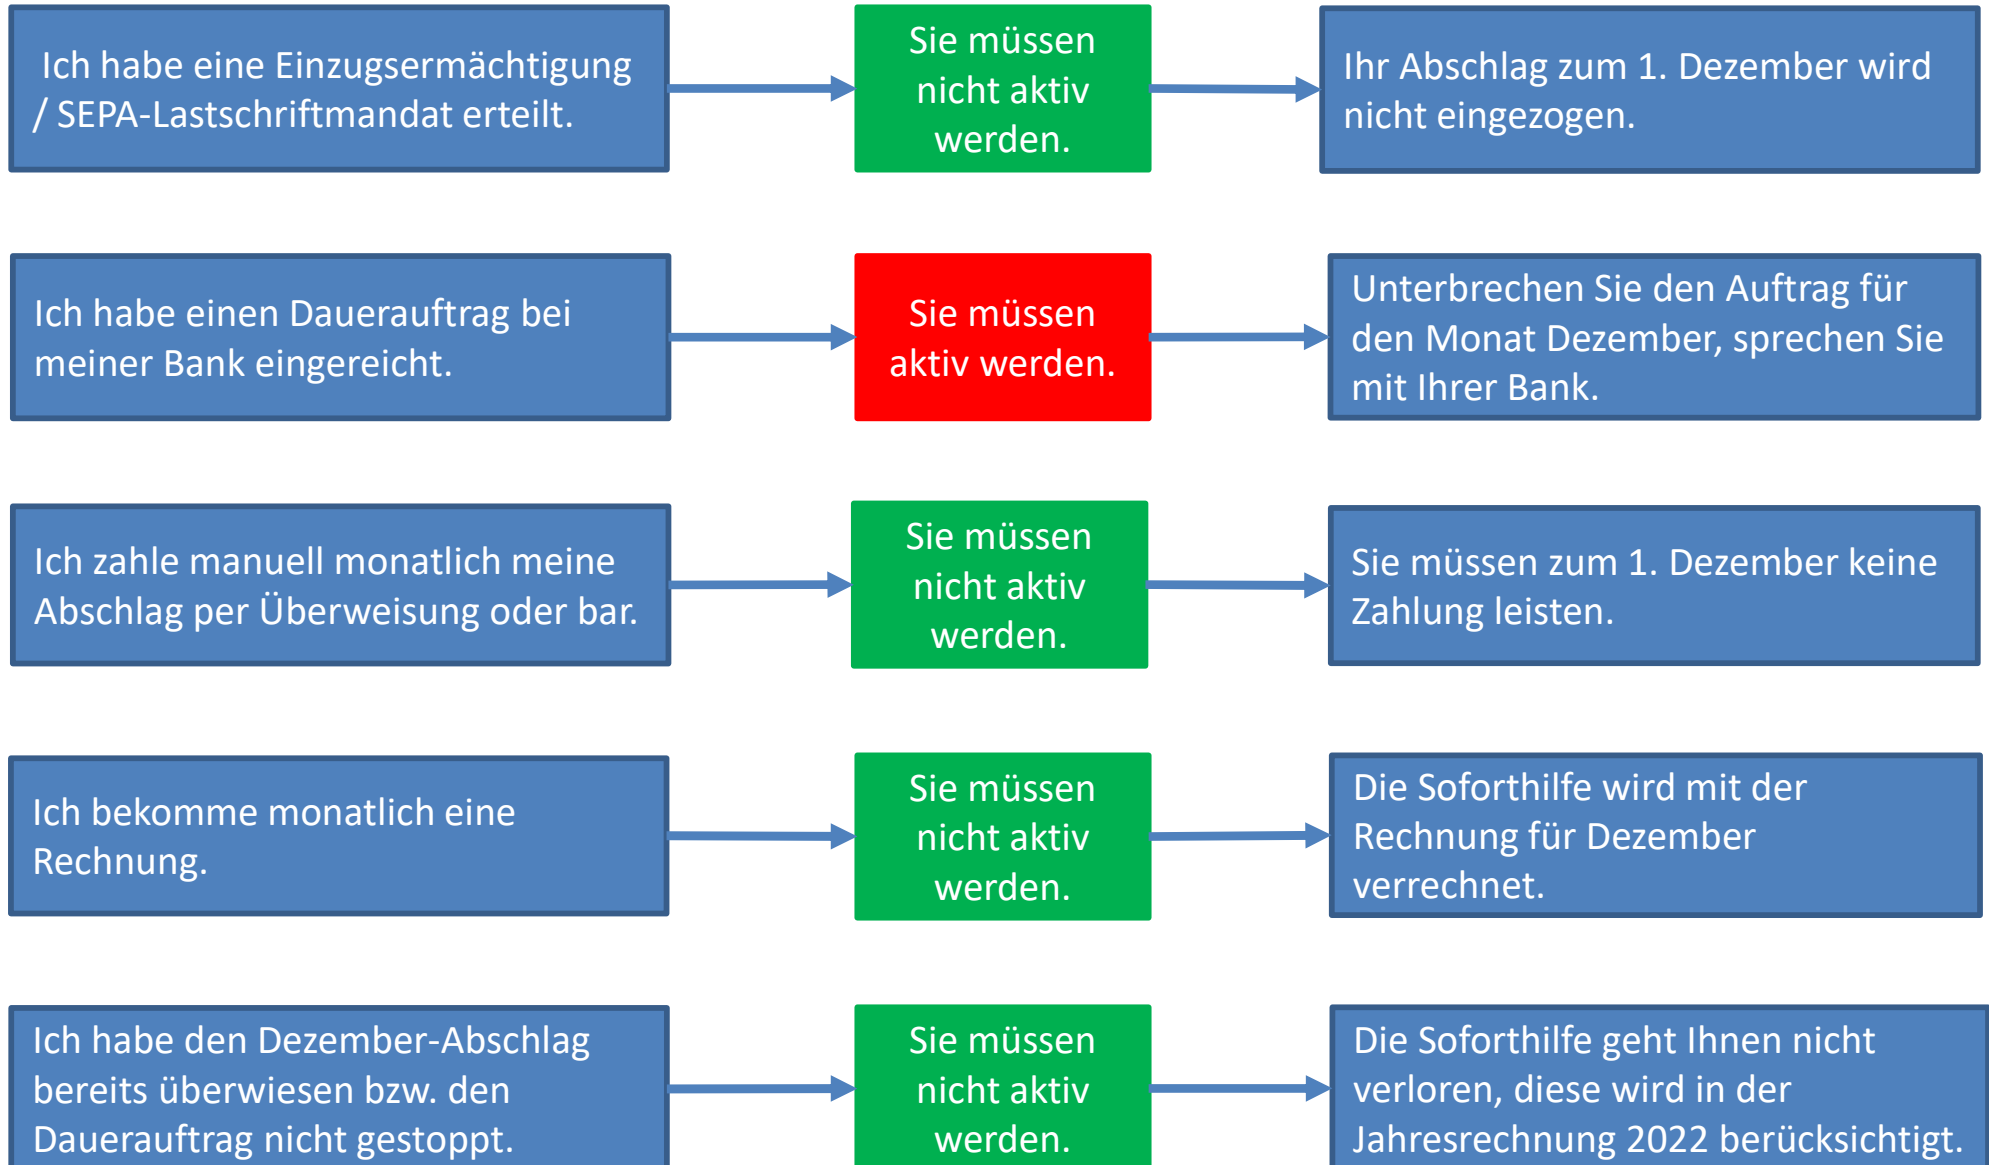 Ich habe eine Einzugsermächtigung
/ SEPA-Lastschriftmandat erteilt.
Sie müssen
nicht aktiv
werden.
Ihr Abschlag zum 1. Dezember wird
nicht eingezogen.
Ich habe einen Dauerauftrag bei
meiner Bank eingereicht.
Sie müssen
aktiv werden.
Unterbrechen Sie den Auftrag für
den Monat Dezember, sprechen Sie
mit Ihrer Bank.
Ich zahle manuell monatlich meine
Abschlag per Überweisung oder bar.
Sie müssen
nicht aktiv
werden.
Sie müssen zum 1. Dezember keine
Zahlung leisten.
Ich bekomme monatlich eine
Rechnung.
Sie müssen
nicht aktiv
werden.
Die Soforthilfe wird mit der
Rechnung für Dezember
verrechnet.
Ich habe den Dezember-Abschlag
bereits überwiesen bzw. den
Dauerauftrag nicht gestoppt.
Sie müssen
nicht aktiv
werden.
Die Soforthilfe geht Ihnen nicht
verloren, diese wird in der
Jahresrechnung 2022 berücksichtigt.